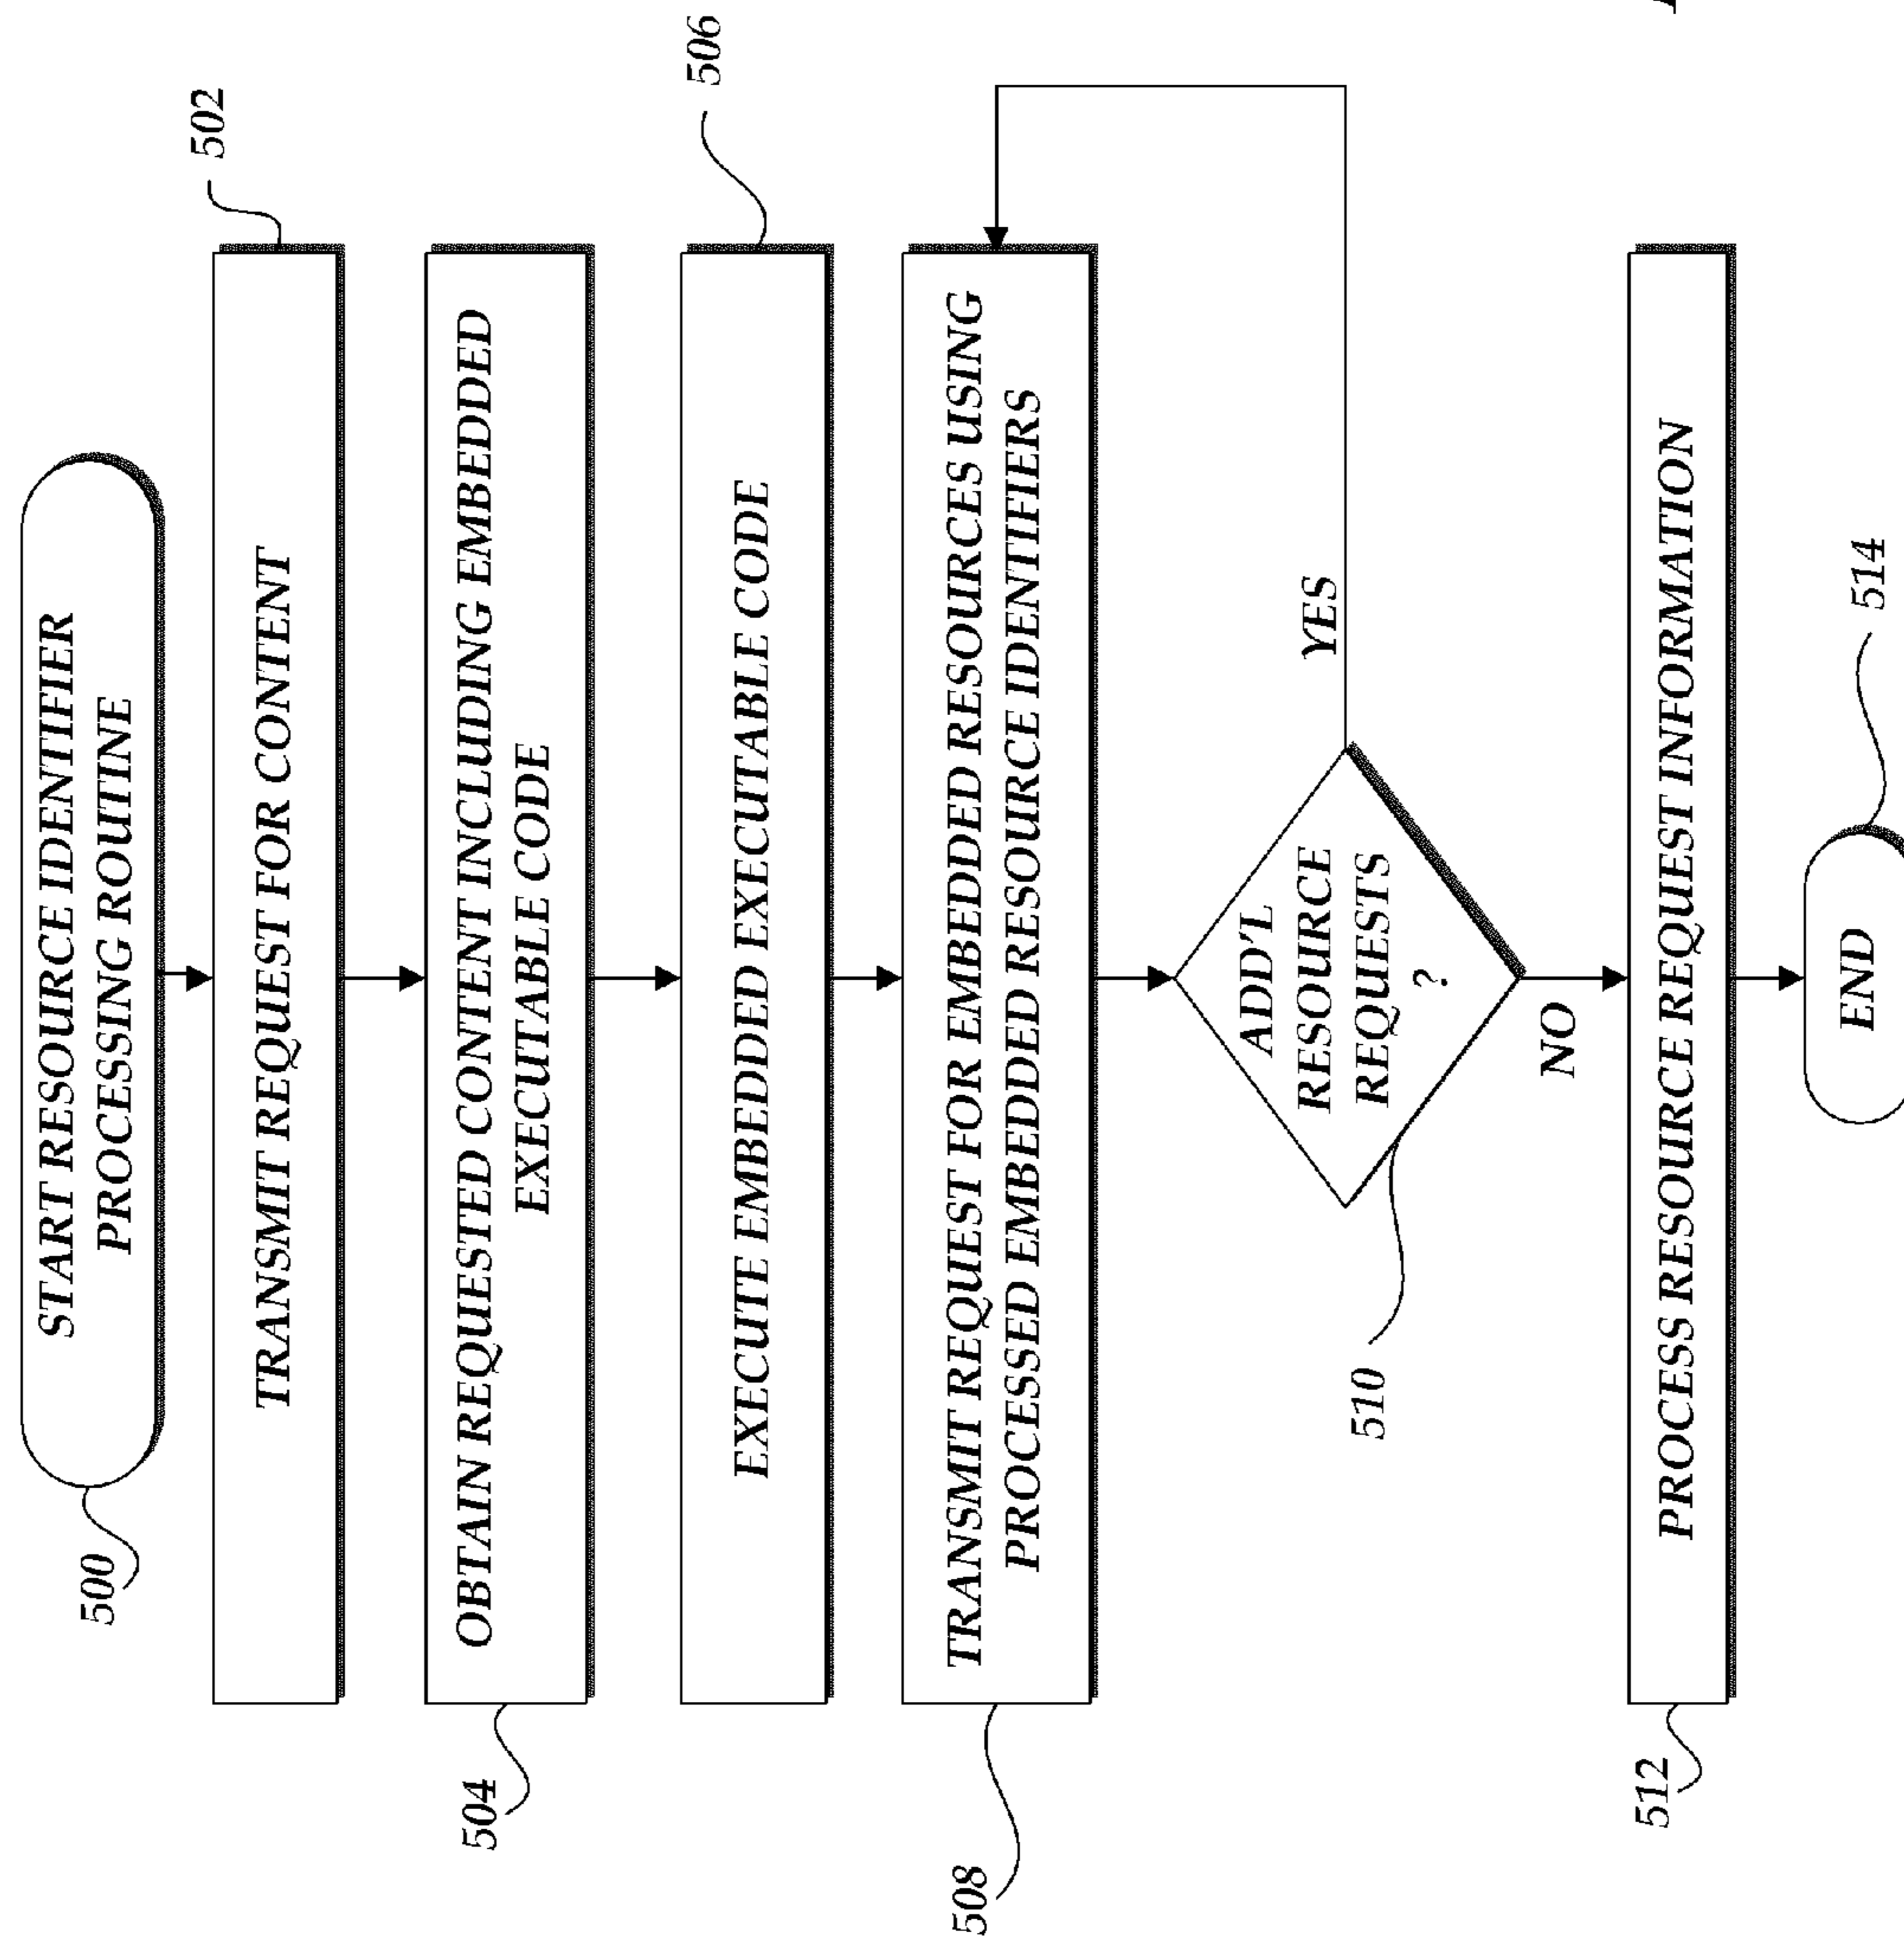 500
START RESOURCE IDENTIFIER
PROCESSING ROUTINE
502
TRANSMIT REQUEST FOR CONTENT
504
OBTAIN REQUESTED CONTENT INCLUDING EMBEDDED
EXECUTABLE CODE
506
EXECUTE EMBEDDED EXECUTABLE CODE
508
TRANSMIT REQUEST FOR EMBEDDED RESOURCES USING
PROCESSED EMBEDDED RESOURCE IDENTIFIERS
510
ADD'L
RESOURCE
REQUESTS
?
YES
NO
512
PROCESS RESOURCE REQUEST INFORMATION
514
END